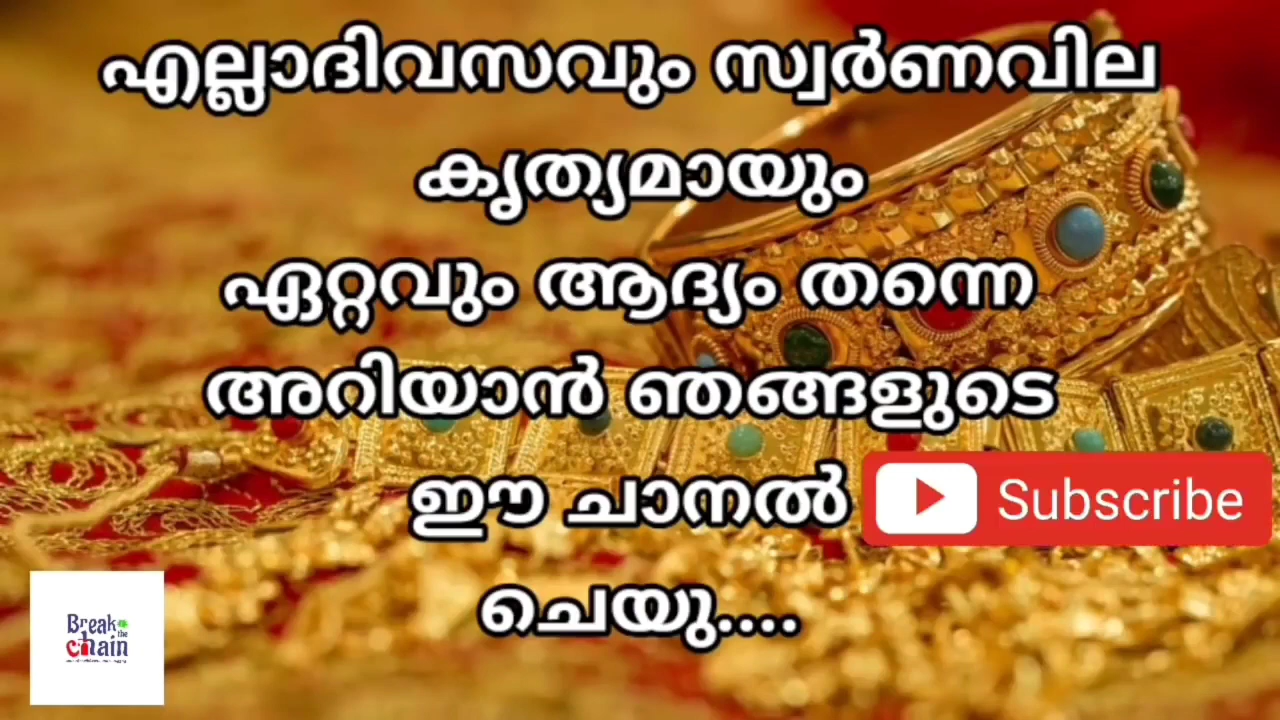 എല്ലാദിവസവും സ്വർണവില
കൃത്യമായും
ഏറ്റവും ആദ്യം തന്നെ
അറിയാൻ ഞങ്ങളുടെ
ഈ ചാനൽ Subscribe
ചെയു....
Break
the
chain